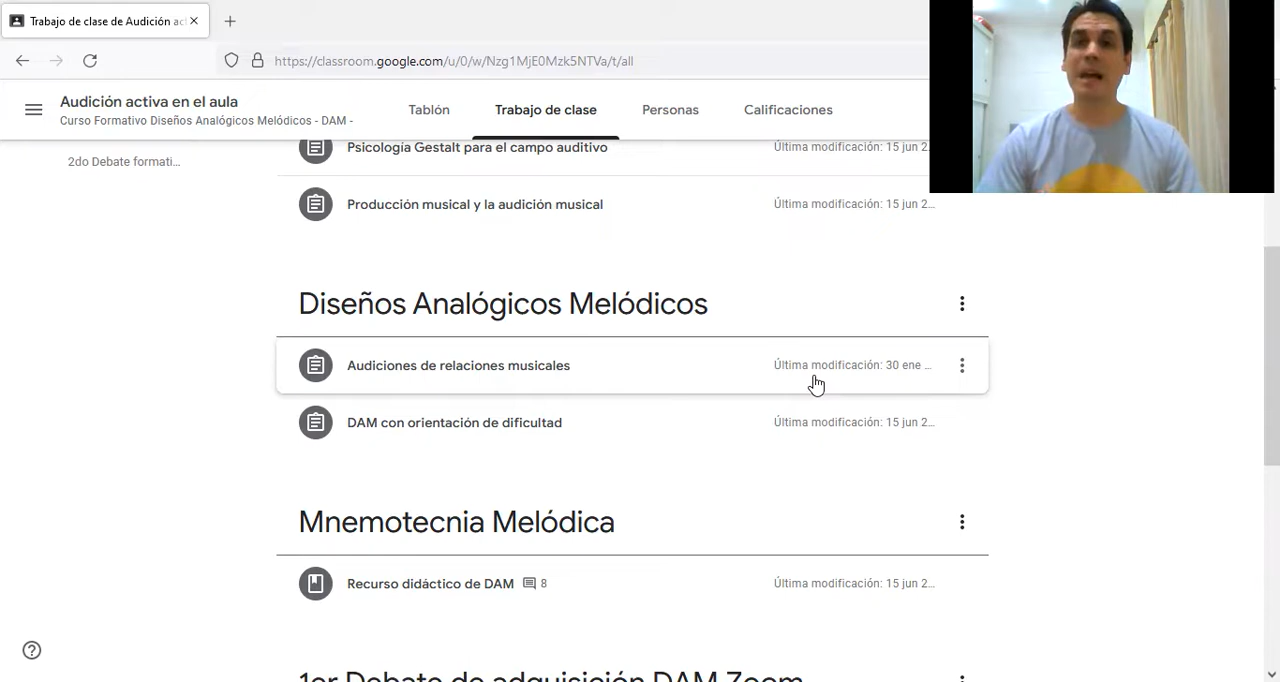 Trabajo de clase de Audición ac
https://classroom.google.com/u/0/w/Nzg1MjE0Mzk5NTVa/t/all
Audición activa en el aula
Curso Formativo Diseños Analógicos Melódicos - DAM -
Tablón
Trabajo de clase
Personas
Calificaciones
2do Debate formati...
Psicología Gestalt para el campo auditivo
Última modificación: 15 jun 2
Producción musical y la audición musical
Última modificación: 15 jun 2...
Diseños Analógicos Melódicos
Audiciones de relaciones musicales
Última modificación: 30 ene ...
DAM con orientación de dificultad
Última modificación: 15 jun 2...
Mnemotecnia Melódica
Recurso didáctico de DAM 8
Última modificación: 15 jun 2...
1er Debate de adquisición DAM Zoom